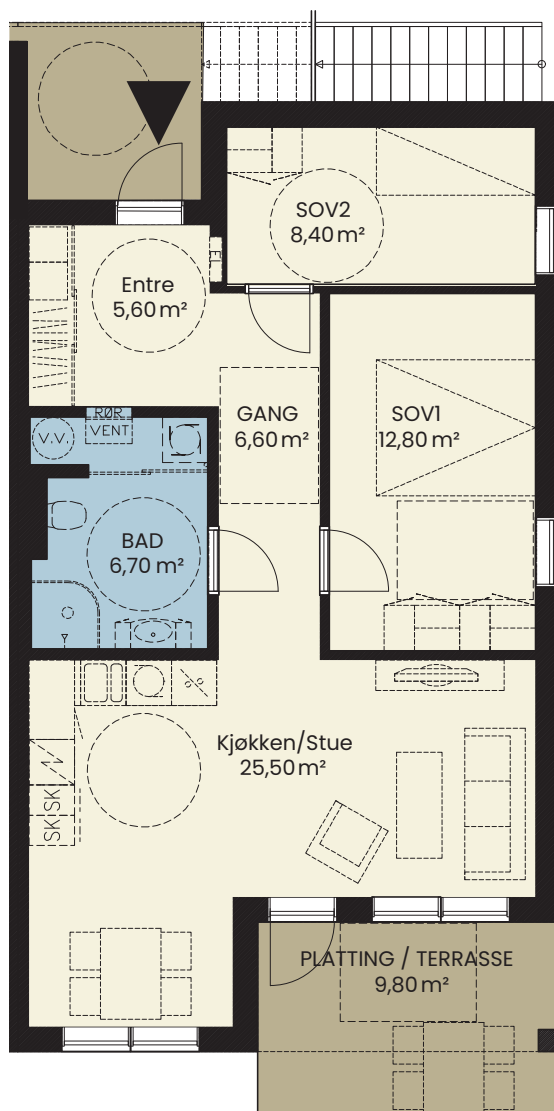 SOV2
8,40 m²
Entre
5,60 m²
RØR
VENT
V.V.
GANG
6,60 m²
SOV1
12,80 m²
BAD
6,70 m²
Kjøkken/Stue
25,50 m²
SK
SK
PLATTING / TERRASSE
9,80 m²